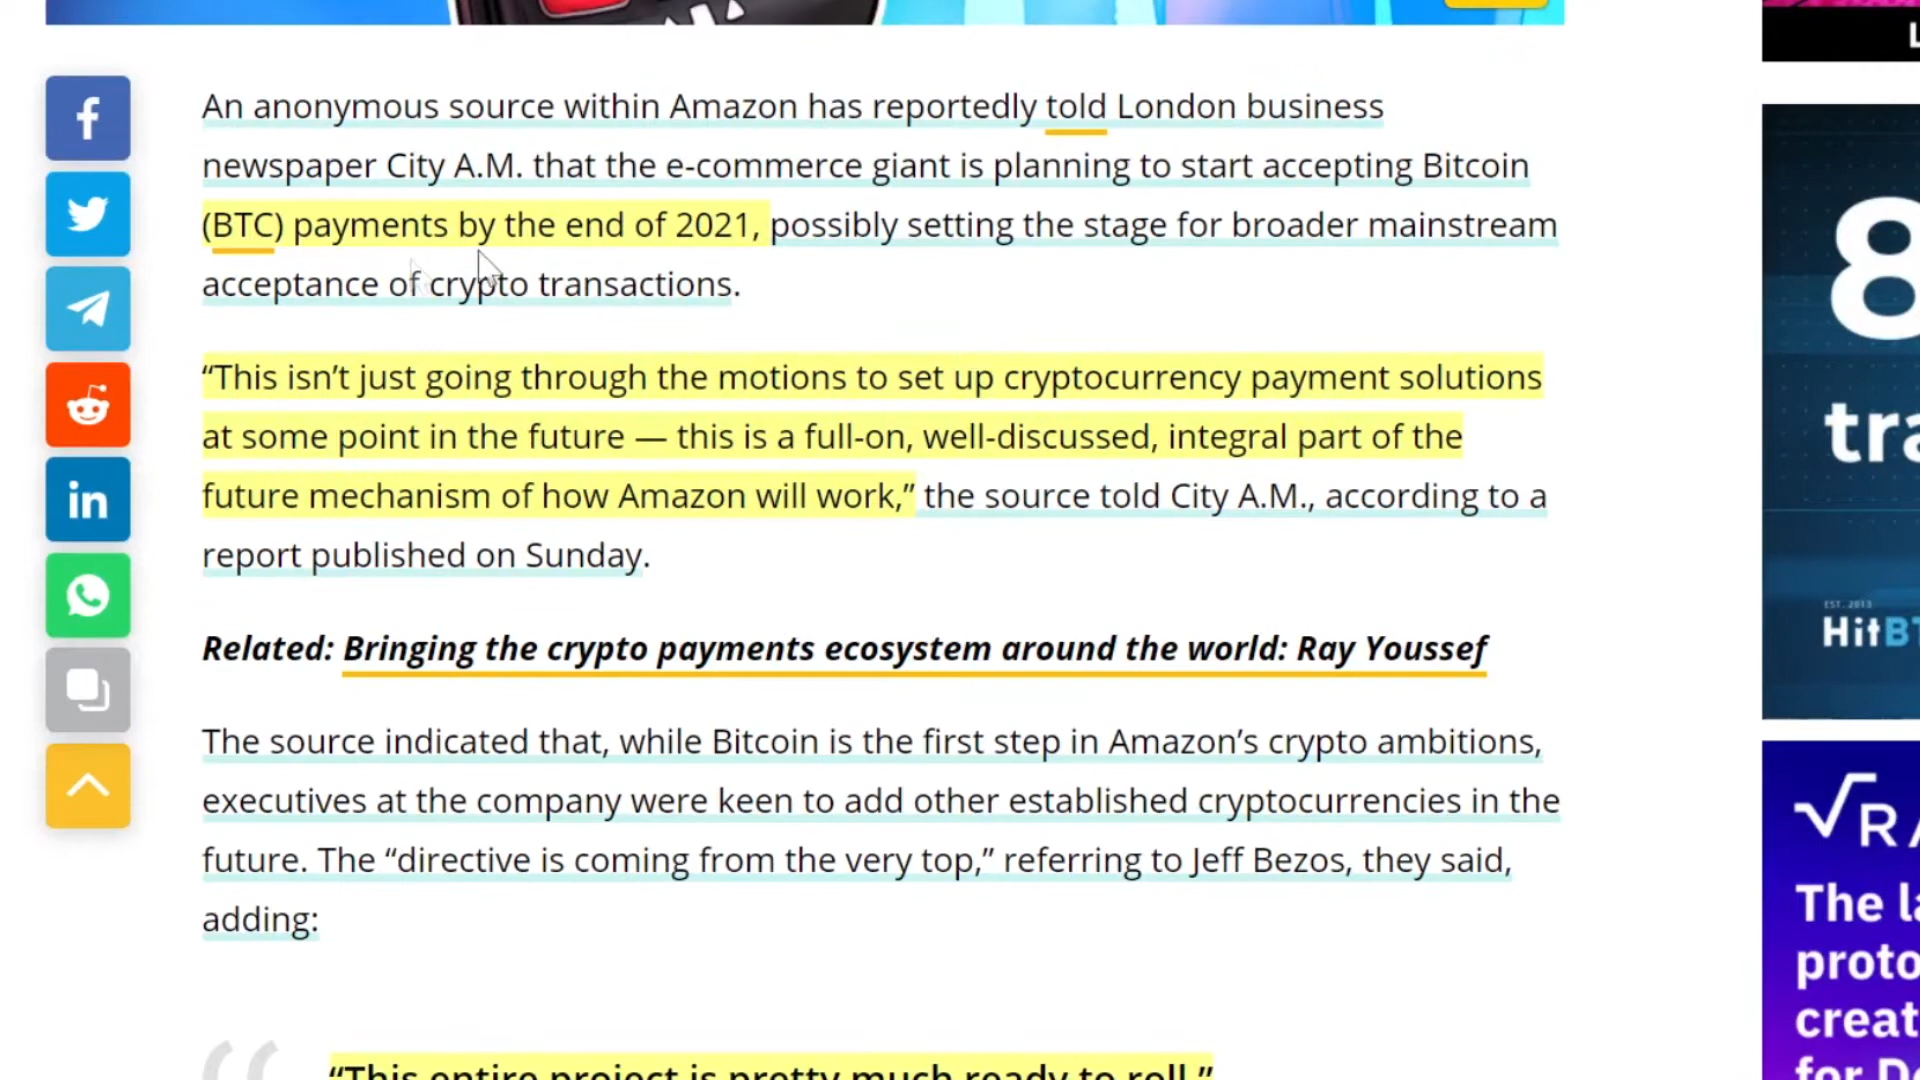 An anonymous source within Amazon has reportedly told London business
newspaper City A.M. that the e-commerce giant is planning to start accepting Bitcoin
(BTC) payments by the end of 2021, possibly setting the stage for broader mainstream
acceptance of crypto transactions.
“This isn’t just going through the motions to set up cryptocurrency payment solutions
at some point in the future — this is a full-on, well-discussed, integral part of the
future mechanism of how Amazon will work,” the source told City A.M., according to a
report published on Sunday.
Related: Bringing the crypto payments ecosystem around the world: Ray Youssef
The source indicated that, while Bitcoin is the first step in Amazon’s crypto ambitions,
executives at the company were keen to add other established cryptocurrencies in the
future. The “directive is coming from the very top,” referring to Jeff Bezos, they said,
adding:
“This entire project is pretty much ready to roll.”
8
EST. 2013
The
for